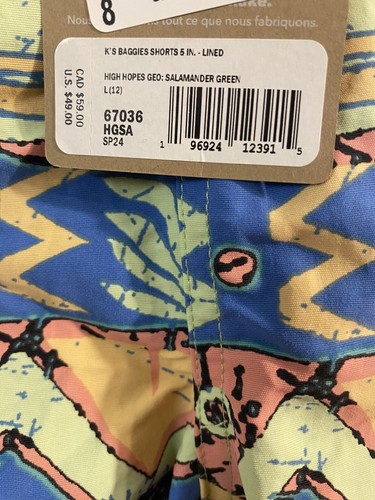 8
Nous
tout ce que nous fabriquons.
K'S BAGGIES SHORTS 5 IN. - LINED
HIGH HOPES GEO: SALAMANDER GREEN
L (12)
CAD $59.00
U.S. $49.00
67036
HGSA
SP24
1 96924 12391 5